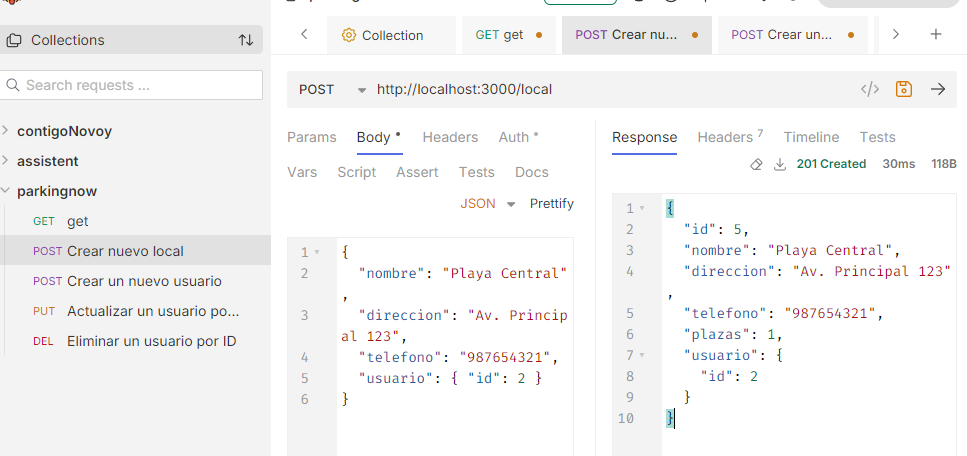 Collections
Search requests ...
contigoNovoy
assistent
parkingnow
GET get
POST Crear nuevo local
POST Crear un nuevo usuario
PUT Actualizar un usuario po...
DEL Eliminar un usuario por ID
Collection
GET get
POST Crear nu...
POST Crear un...
POST http://localhost:3000/local
Params Body Headers Auth
Vars Script Assert Tests Docs
JSON Prettify
1 {
2 "nombre": "Playa Central"
,
3 "direccion": "Av. Princip
al 123",
4 "telefono": "987654321",
5 "usuario": { "id": 2 }
6 }
Response Headers 7 Timeline Tests
201 Created 30ms 118B
1 {
2 "id": 5,
3 "nombre": "Playa Central",
4 "direccion": "Av. Principal 123"
,
5 "telefono": "987654321",
6 "plazas": 1,
7 "usuario": {
8 "id": 2
9 }
10 }